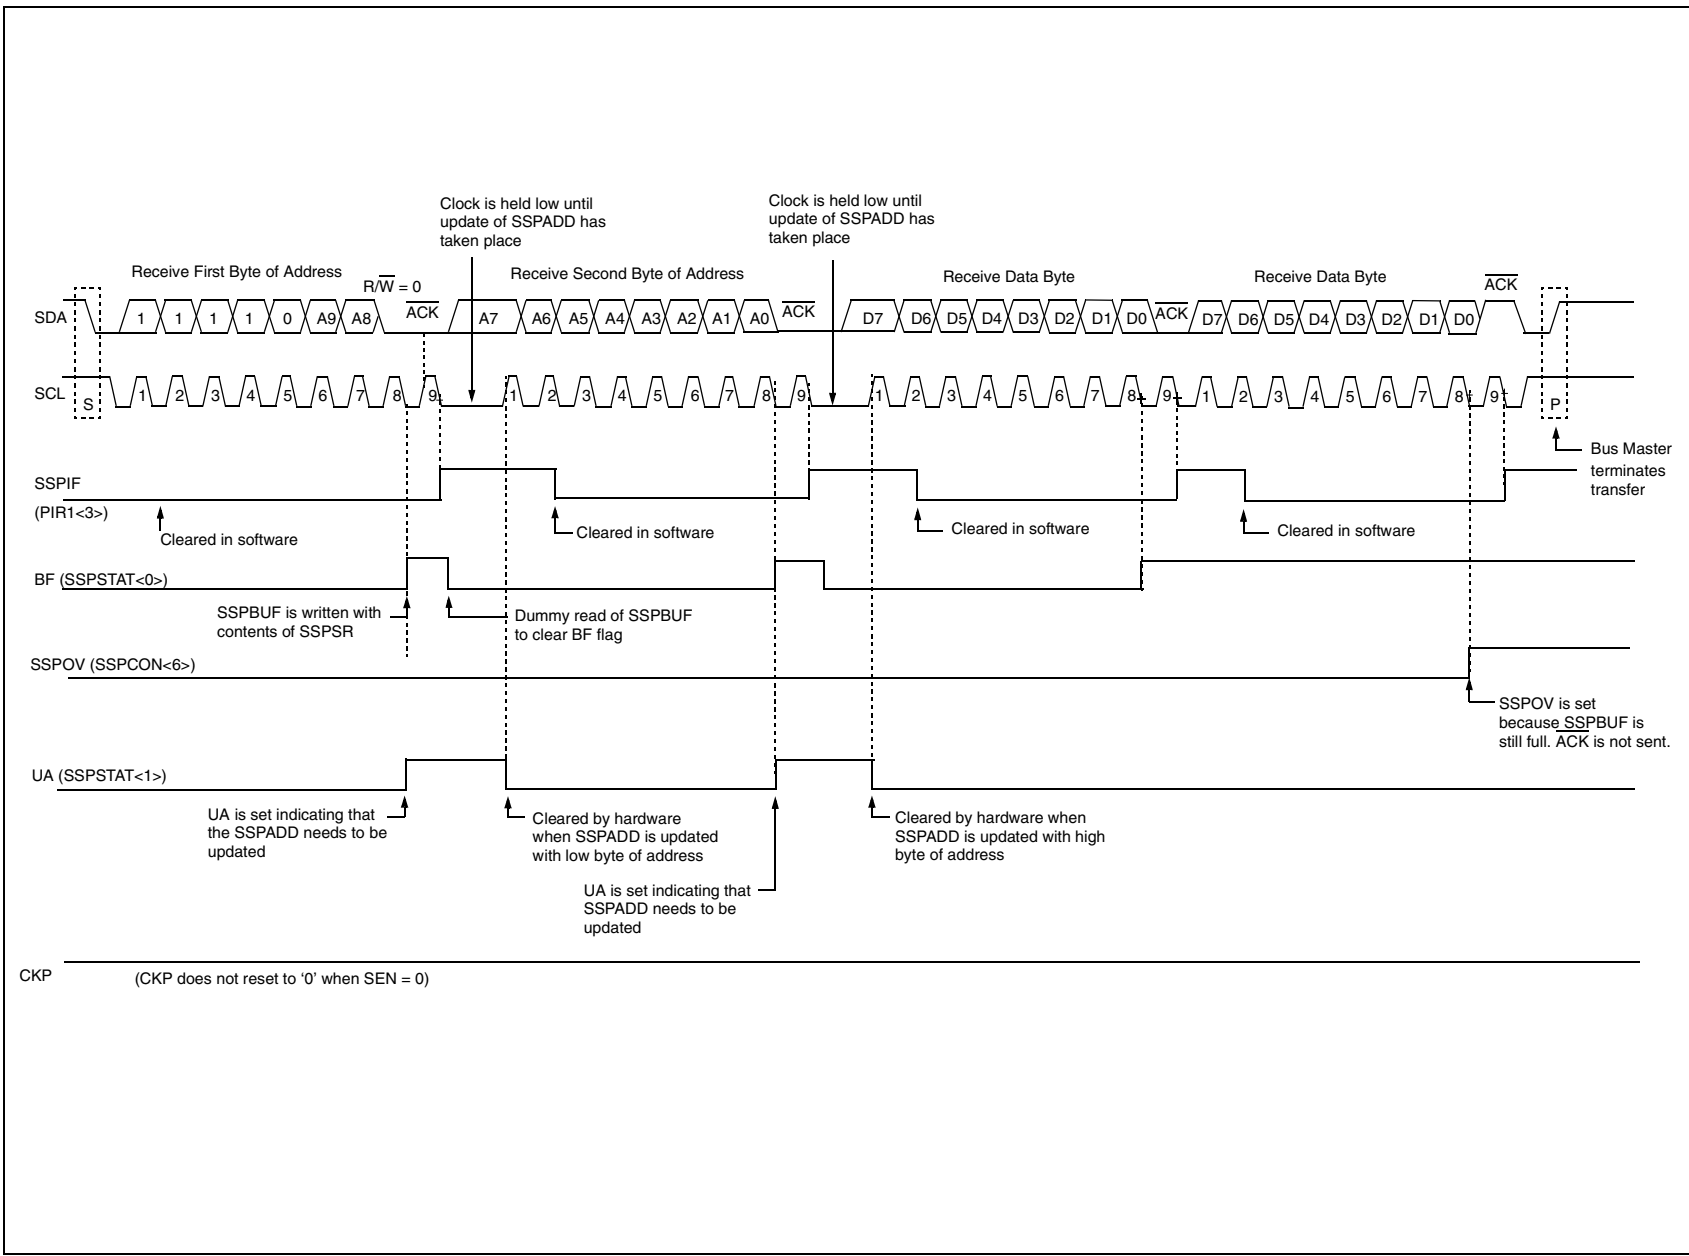 Clock is held low until
update of SSPADD has
taken place
Clock is held low until
update of SSPADD has
taken place
Receive First Byte of Address
R/W = 0
ACK
Receive Second Byte of Address
ACK
Receive Data Byte
ACK
Receive Data Byte
ACK
SDA
1 1 1 1 0 A9 A8
A7 A6 A5 A4 A3 A2 A1 A0
D7 D6 D5 D4 D3 D2 D1 D0
D7 D6 D5 D4 D3 D2 D1 D0
SCL
S
1 2 3 4 5 6 7 8 9
1 2 3 4 5 6 7 8 9
1 2 3 4 5 6 7 8 9
1 2 3 4 5 6 7 8 9
P
Bus Master
terminates
transfer
SSPIF
(PIR1<3>)
Cleared in software
Cleared in software
Cleared in software
Cleared in software
BF (SSPSTAT<0>)
SSPBUF is written with
contents of SSPSR
Dummy read of SSPBUF
to clear BF flag
SSPOV (SSPCON<6>)
SSPOV is set
because SSPBUF is
still full. ACK is not sent.
UA (SSPSTAT<1>)
UA is set indicating that
the SSPADD needs to be
updated
Cleared by hardware
when SSPADD is updated
with low byte of address
UA is set indicating that
SSPADD needs to be
updated
Cleared by hardware when
SSPADD is updated with high
byte of address
CKP
(CKP does not reset to ‘0’ when SEN = 0)